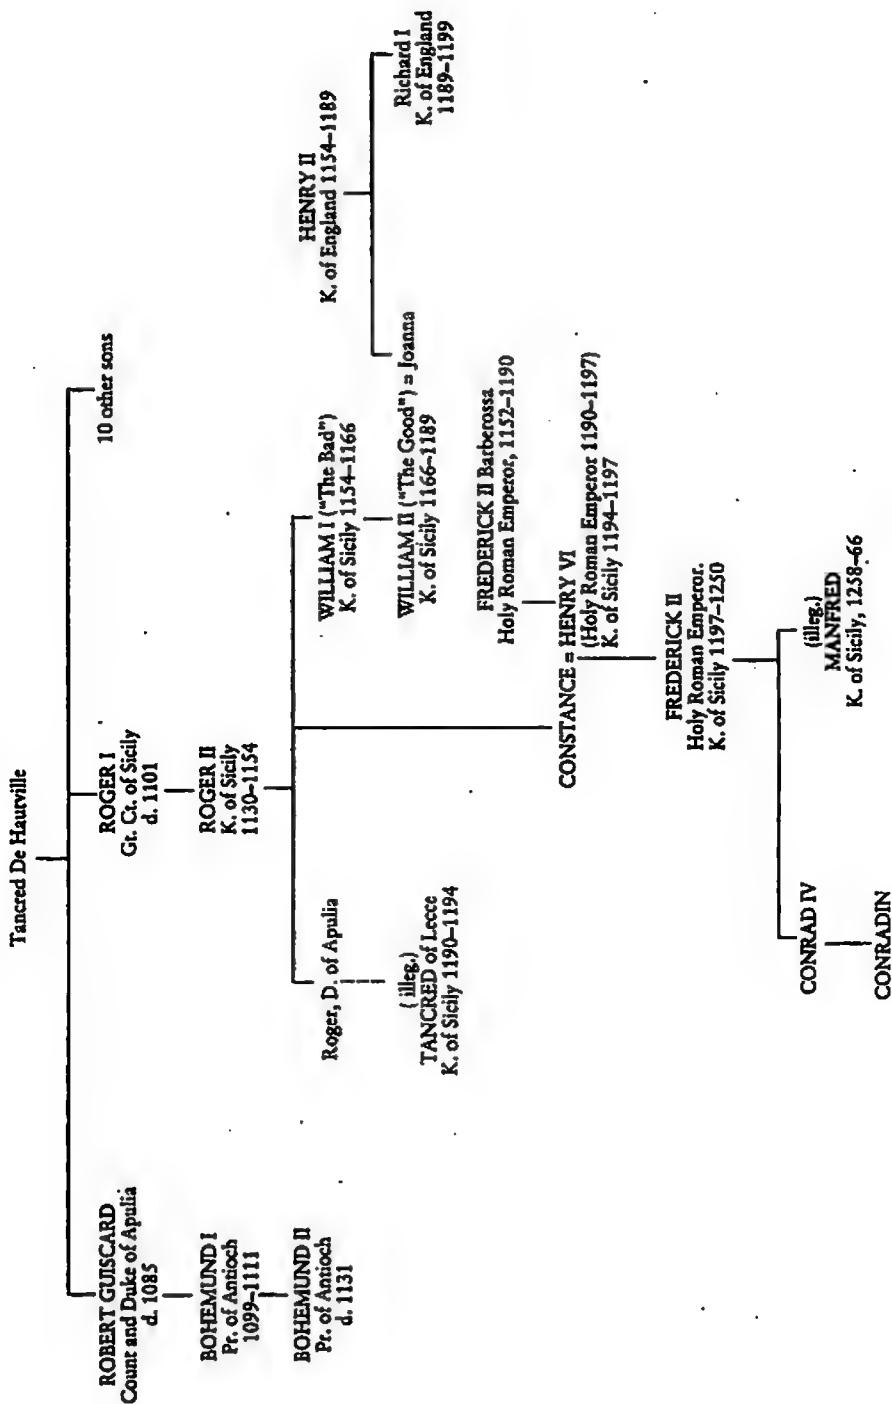 Tancred De Hautville
ROBERT GUISCARD
Count and Duke of Apulia
d. 1085
ROGER I
Gt. Ct. of Sicily
d. 1101
10 other sons
BOHEMUND I
Pr. of Antioch
1099–1111
ROGER II
K. of Sicily
1130–1154
BOHEMUND II
Pr. of Antioch
d. 1131
HENRY II
K. of England 1154–1189
Roger, D. of Apulia
WILLIAM I ("The Bad")
K. of Sicily 1154–1166
( illeg.)
TANCRED of Lecce
K. of Sicily 1190–1194
WILLIAM II ("The Good") = Joanna
K. of Sicily 1166–1189
Richard I
K. of England
1189–1199
FREDERICK II Barberossa
Holy Roman Emperor, 1152–1190
CONSTANCE = HENRY VI
(Holy Roman Emperor 1190–1197)
K. of Sicily 1194–1197
FREDERICK II
Holy Roman Emperor.
K. of Sicily 1197–1250
CONRAD IV
(illeg.)
MANFRED
K. of Sicily, 1258–66
CONRADIN